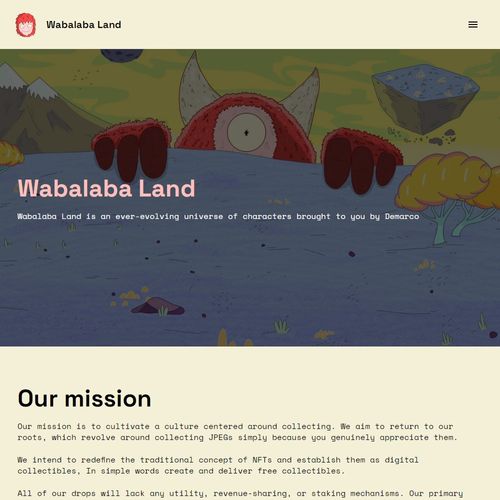 Wabalaba Land
Wabalaba Land
Wabalaba Land is an ever-evolving universe of characters brought to you by Demarco
Our mission
Our mission is to cultivate a culture centered around collecting. We aim to return to our
roots, which revolve around collecting JPEGs simply because you genuinely appreciate them.
We intend to redefine the traditional concept of NFTs and establish them as digital
collectibles, In simple words create and deliver free collectibles.
All of our drops will lack any utility, revenue-sharing, or staking mechanisms. Our primary